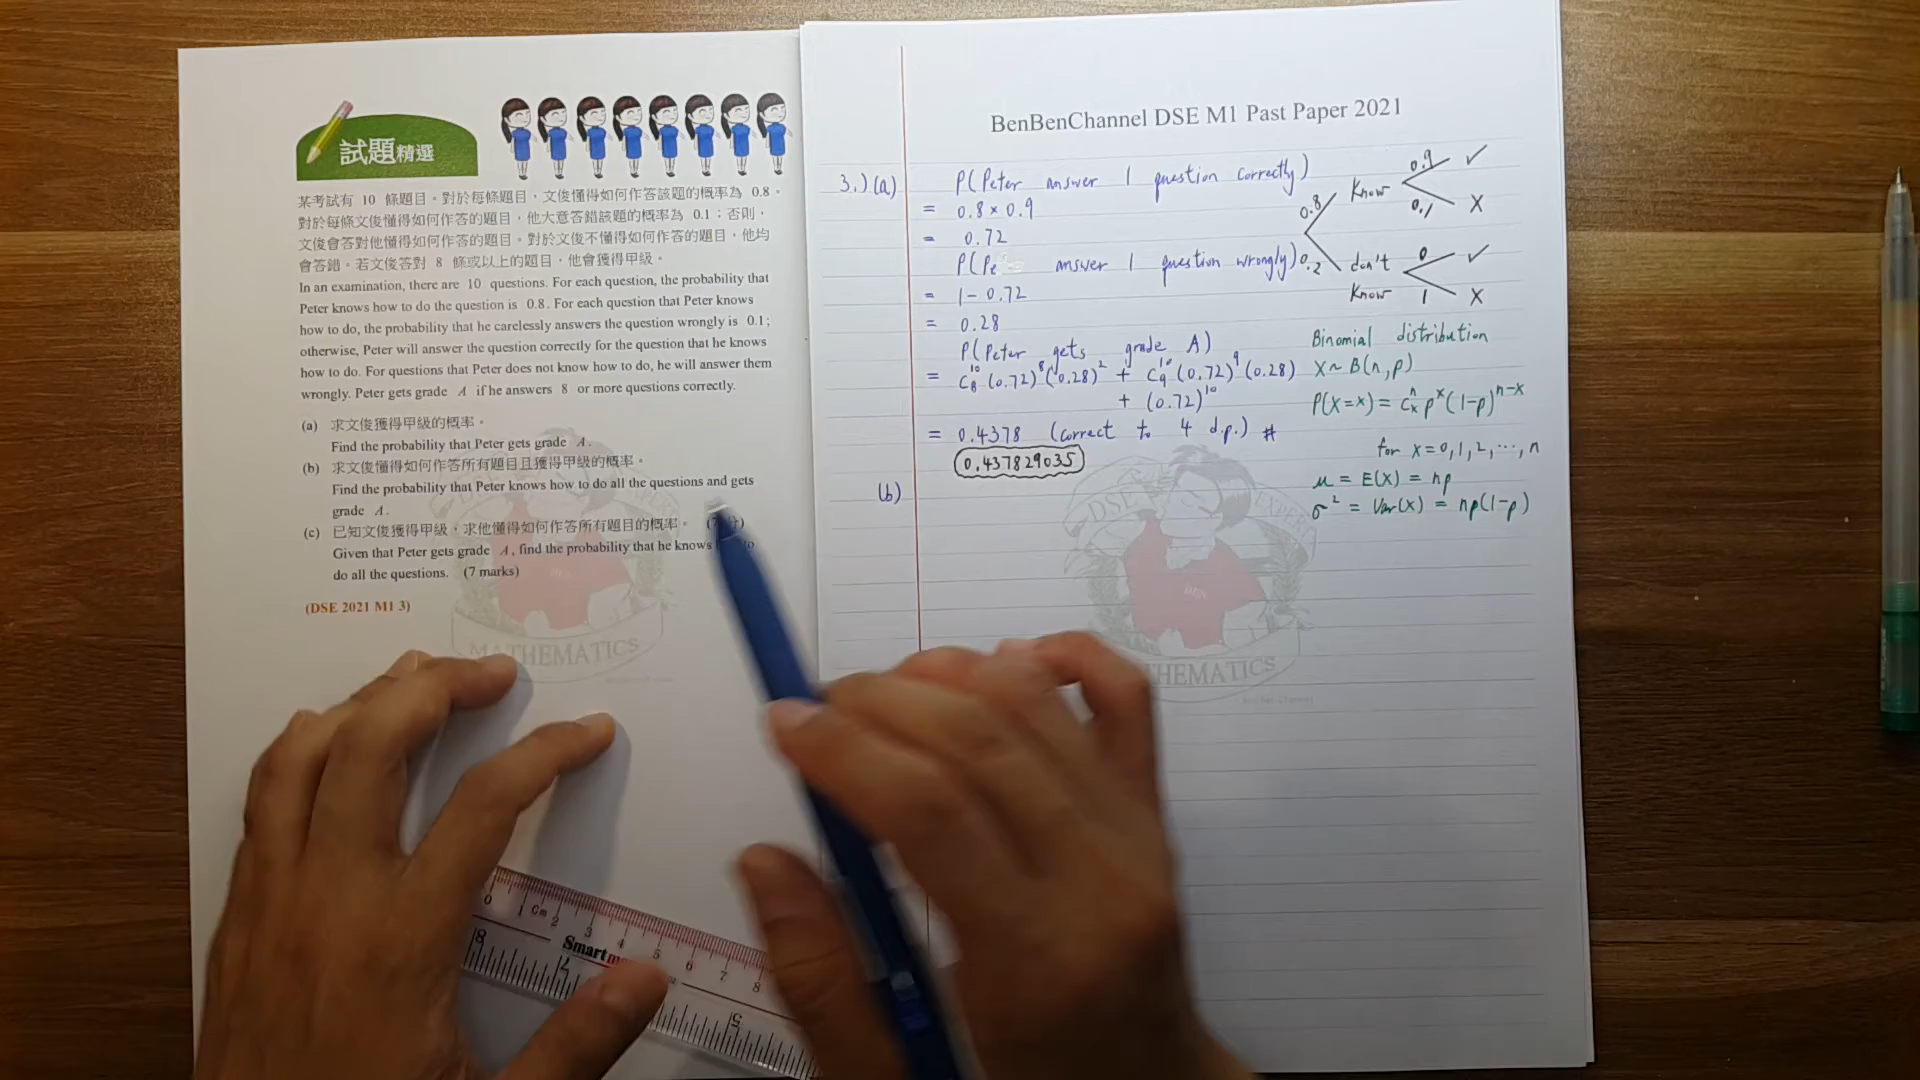 試題精選
某考試有 10 條題目。對於每條題目，文俊懂得如何作答該題的概率為 0.8。
對於每條文俊懂得如何作答的題目，他大意答錯該題的概率為 0.1；否則，
文俊會答對他懂得如何作答的題目。對於文俊不懂得如何作答的題目，他均
會答錯。若文俊答對 8 條或以上的題目，他會獲得甲級。
In an examination, there are 10 questions. For each question, the probability that
Peter knows how to do the question is 0.8. For each question that Peter knows
how to do, the probability that he carelessly answers the question wrongly is 0.1;
otherwise, Peter will answer the question correctly for the question that he knows
how to do. For questions that Peter does not know how to do, he will answer them
wrongly. Peter gets grade A if he answers 8 or more questions correctly.
(a) 求文俊獲得甲級的概率。
Find the probability that Peter gets grade A.
(b) 求文俊懂得如何作答所有題目且獲得甲級的概率。
Find the probability that Peter knows how to do all the questions and gets
grade A.
(c) 已知文俊獲得甲級，求他懂得如何作答所有題目的概率。
Given that Peter gets grade A, find the probability that he knows
do all the questions. (7 marks)
(DSE 2021 M1 3)
MATHEMATICS
BenBenChannel DSE M1 Past Paper 2021
3.) (a) P(Peter answer 1 question correctly)
= 0.8 × 0.9
= 0.72
P(Pe answer 1 question wrongly)
= 1 - 0.72
= 0.28
P(Peter gets grade A)
= C¹⁰₈ (0.72)⁸ (0.28)² + C¹⁰₉ (0.72)⁹ (0.28)
+ (0.72)¹⁰
= 0.4378 (correct to 4 d.p.) #
0.437829035
(b)
0.8 Know 0.9 ✓
0.1 X
0.2 don't Know 0 ✓
1 X
Binomial distribution
X ~ B(n,p)
P(X=x) = Cⁿₓ pˣ (1-p)ⁿ⁻ˣ
for x = 0, 1, 2, ..., n
μ = E(X) = np
σ² = Var(X) = np(1-p)
DSE EXPERT
BEN
HEMATICS
Smart
0 1 Cm 2 3 4 5 6 7 8
8 7 5